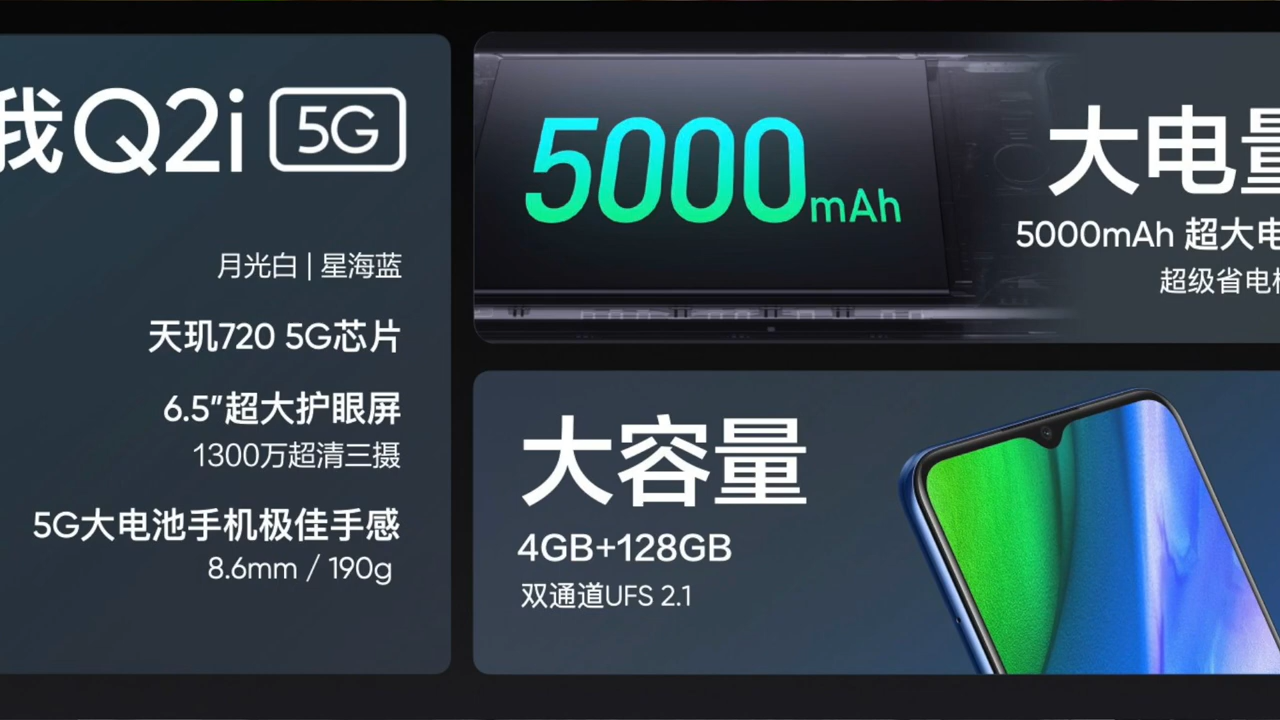 我Q2i 5G
月光白 | 星海蓝
天玑720 5G芯片
6.5”超大护眼屏
1300万超清三摄
5G大电池手机极佳手感
8.6mm / 190g
5000mAh
大电量
5000mAh 超大电
超级省电
大容量
4GB+128GB
双通道UFS 2.1